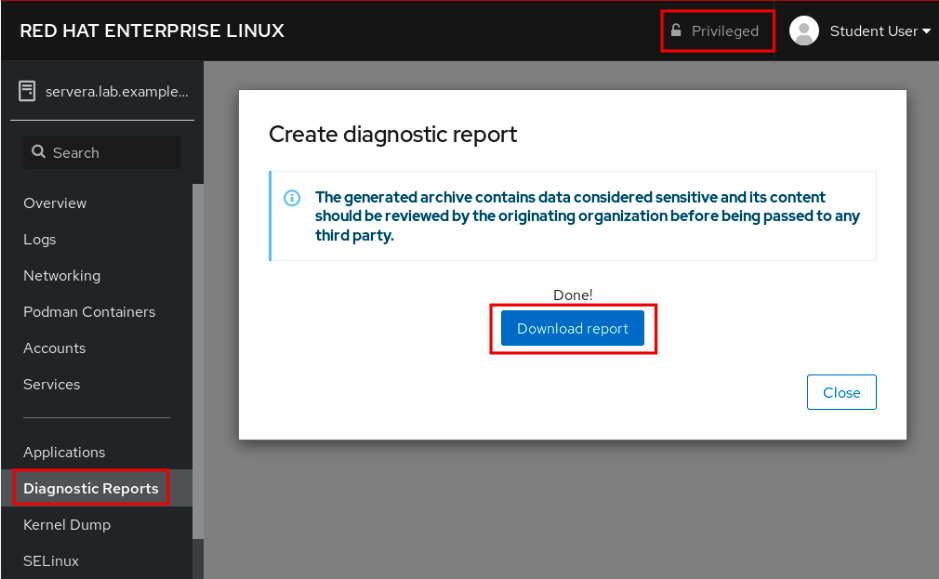 RED HAT ENTERPRISE LINUX
Privileged
Student User
servera.lab.example...
Search
Overview
Logs
Networking
Podman Containers
Accounts
Services
Applications
Diagnostic Reports
Kernel Dump
SELinux
Create diagnostic report
The generated archive contains data considered sensitive and its content
should be reviewed by the originating organization before being passed to any
third party.
Done!
Download report
Close